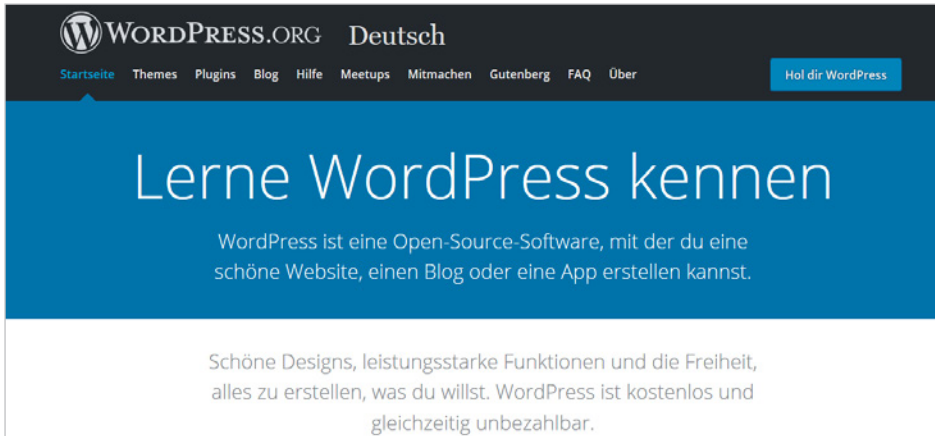 WORDPRESS.ORG Deutsch
Startseite Themes Plugins Blog Hilfe Meetups Mitmachen Gutenberg FAQ Über Hol dir WordPress
Lerne WordPress kennen
WordPress ist eine Open-Source-Software, mit der du eine
schöne Website, einen Blog oder eine App erstellen kannst.
Schöne Designs, leistungsstarke Funktionen und die Freiheit,
alles zu erstellen, was du willst. WordPress ist kostenlos und
gleichzeitig unbezahlbar.